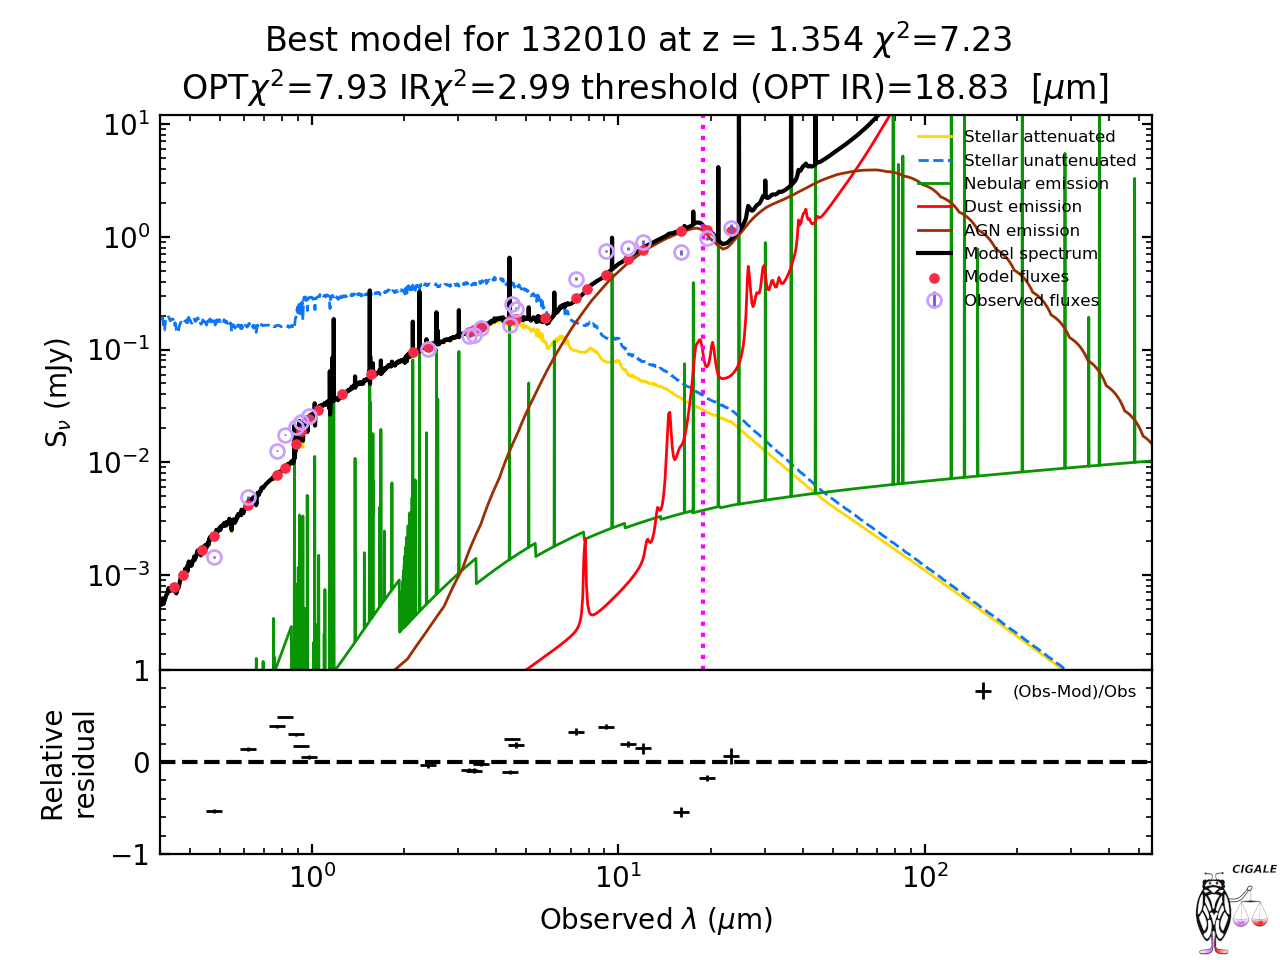 Best model for 132010 at z = 1.354 χ²=7.23
OPTχ²=7.93 IRχ²=2.99 threshold (OPT IR)=18.83 [μm]
10¹
10⁰
10⁻¹
10⁻²
10⁻³
Sᵥ (mJy)
Stellar attenuated
Stellar unattenuated
Nebular emission
Dust emission
AGN emission
Model spectrum
Model fluxes
Observed fluxes
1
0
−1
Relative
residual
(Obs-Mod)/Obs
10⁰
10¹
10²
Observed λ (μm)
CIGALE